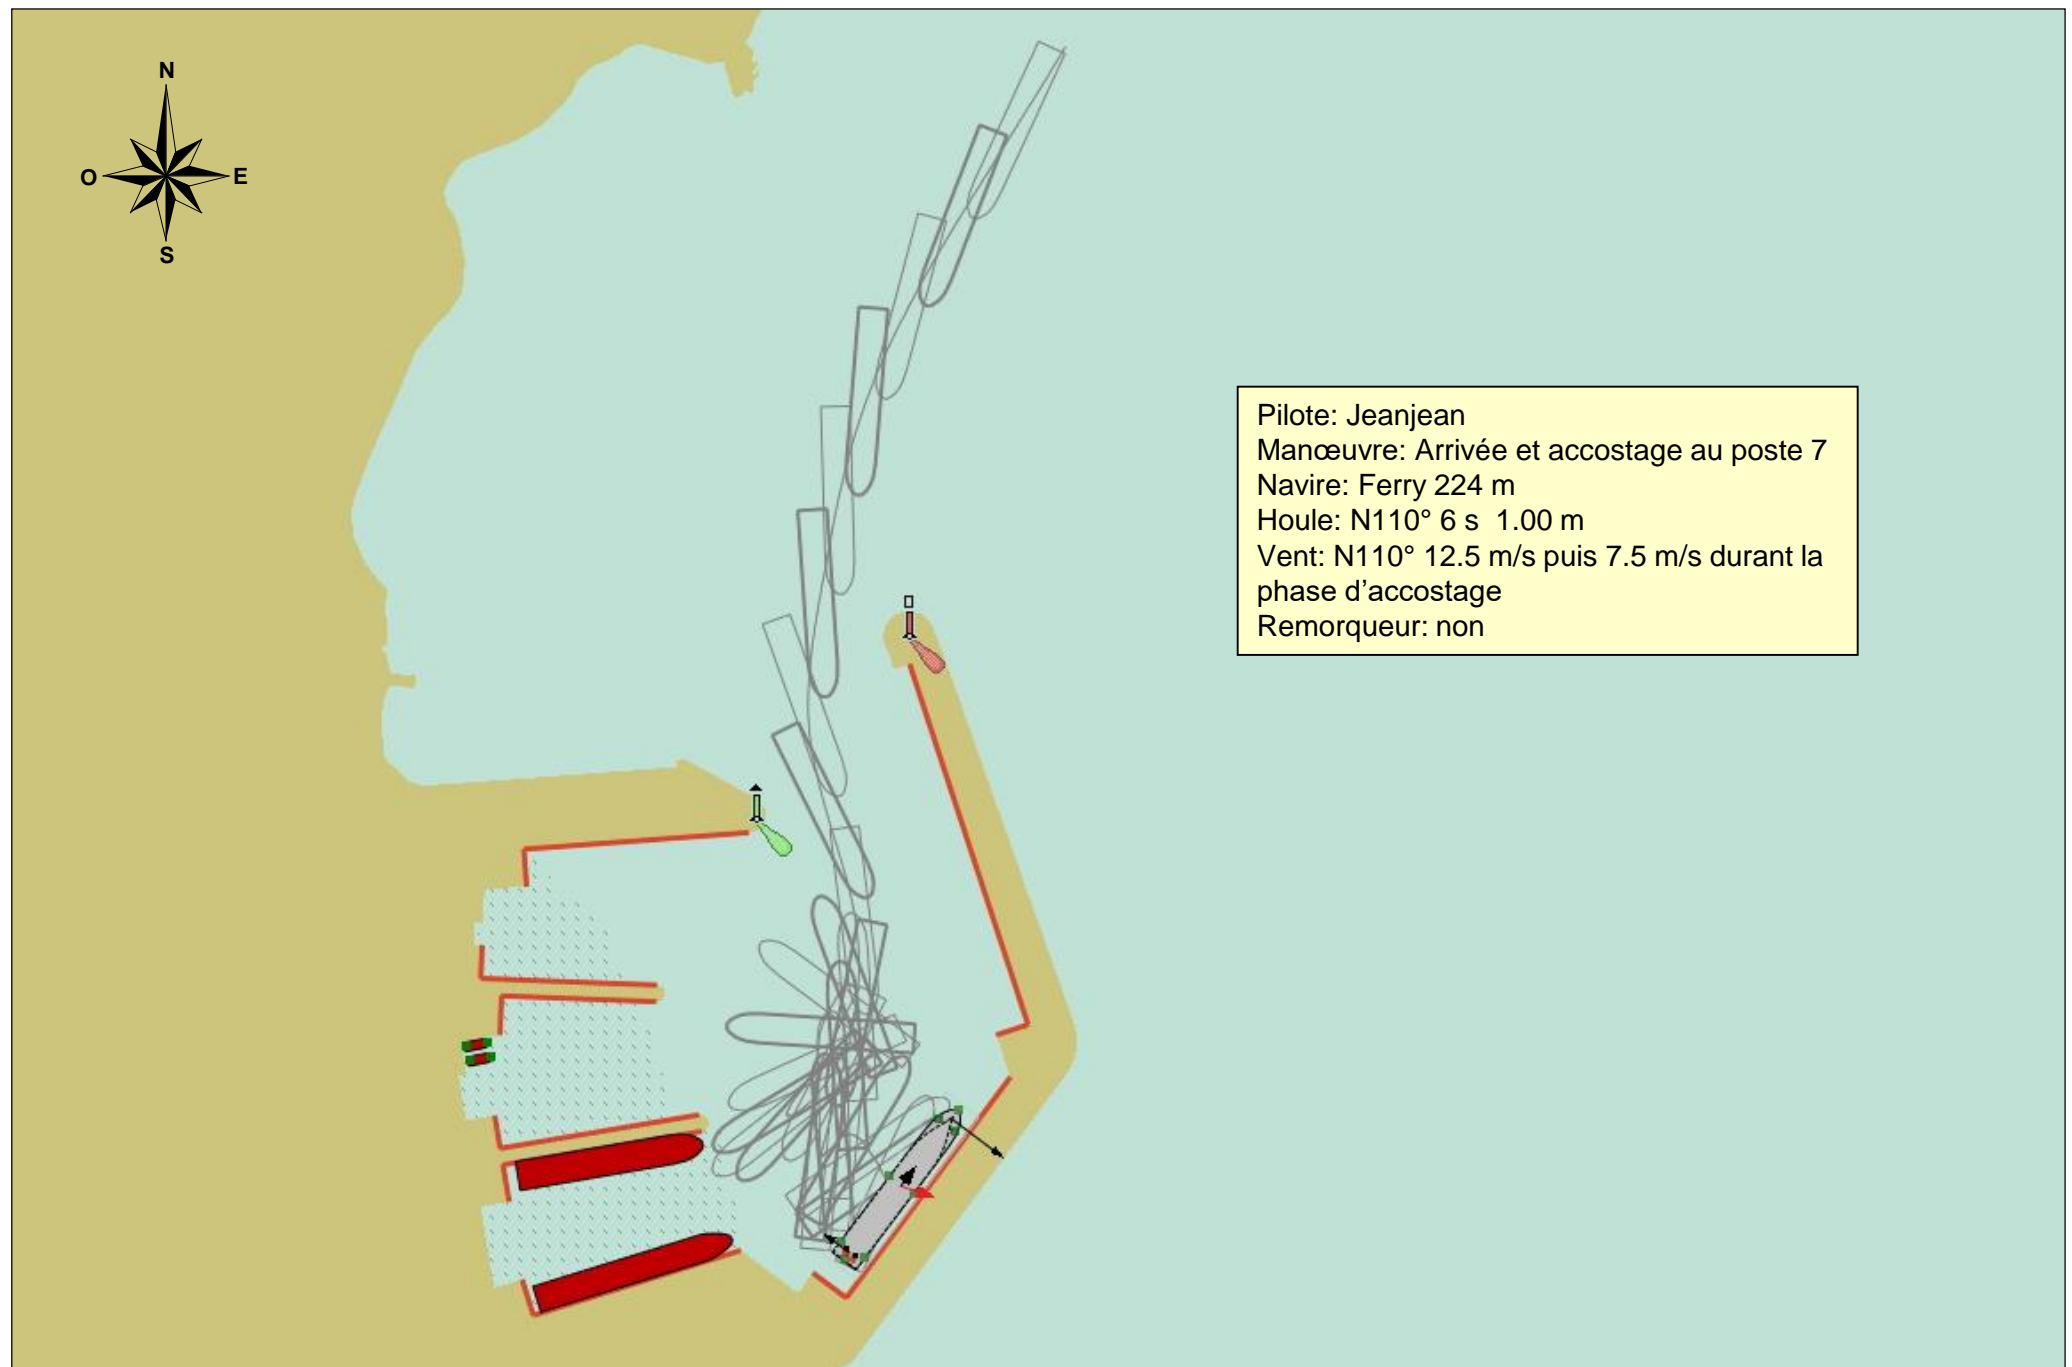 N
O
E
S
Pilote: Jeanjean
Manœuvre: Arrivée et accostage au poste 7
Navire: Ferry 224 m
Houle: N110° 6 s  1.00 m
Vent: N110° 12.5 m/s puis 7.5 m/s durant la
phase d’accostage
Remorqueur: non